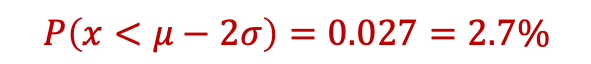 P(x < μ − 2σ) = 0.027 = 2.7%